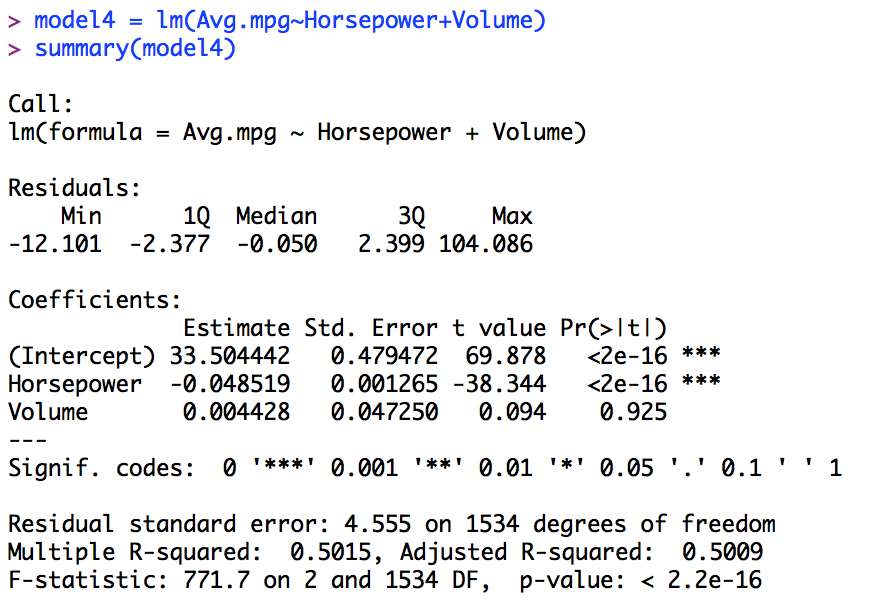 > model4 = lm(Avg.mpg~Horsepower+Volume)
> summary(model4)
Call:
lm(formula = Avg.mpg ~ Horsepower + Volume)
Residuals:
    Min      1Q  Median      3Q     Max
-12.101  -2.377  -0.050   2.399 104.086
Coefficients:
             Estimate Std. Error t value Pr(>|t|)
(Intercept) 33.504442   0.479472  69.878   <2e-16 ***
Horsepower  -0.048519   0.001265 -38.344   <2e-16 ***
Volume       0.004428   0.047250   0.094    0.925
---
Signif. codes:  0 '***' 0.001 '**' 0.01 '*' 0.05 '.' 0.1 ' ' 1
Residual standard error: 4.555 on 1534 degrees of freedom
Multiple R-squared:  0.5015, Adjusted R-squared:  0.5009
F-statistic: 771.7 on 2 and 1534 DF,  p-value: < 2.2e-16